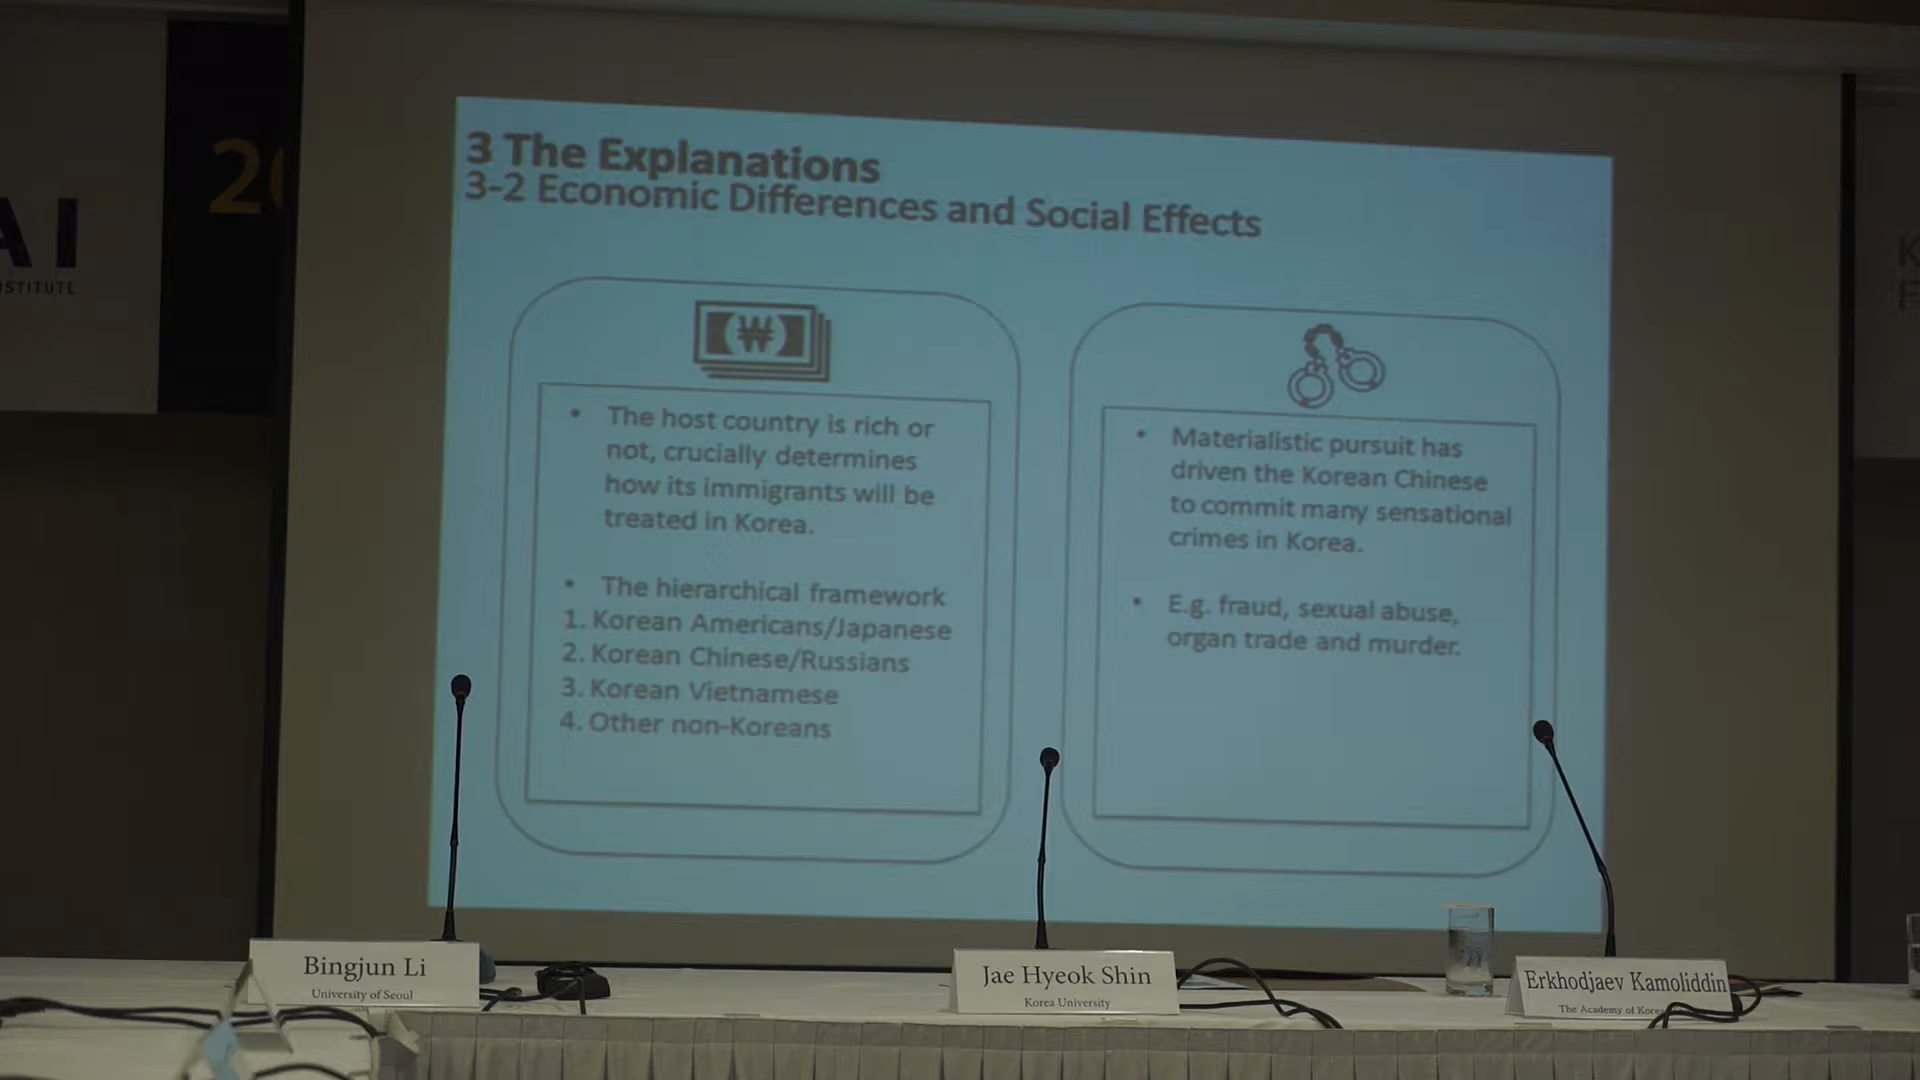 AI
STITUTE
20
3 The Explanations
3-2 Economic Differences and Social Effects
₩
• The host country is rich or
not, crucially determines
how its immigrants will be
treated in Korea.
• The hierarchical framework
1. Korean Americans/Japanese
2. Korean Chinese/Russians
3. Korean Vietnamese
4. Other non-Koreans
• Materialistic pursuit has
driven the Korean Chinese
to commit many sensational
crimes in Korea.
• E.g. fraud, sexual abuse,
organ trade and murder.
K
F
Bingjun Li
University of Seoul
Jae Hyeok Shin
Korea University
Erkhodjaev Kamoliddin
The Academy of Korea